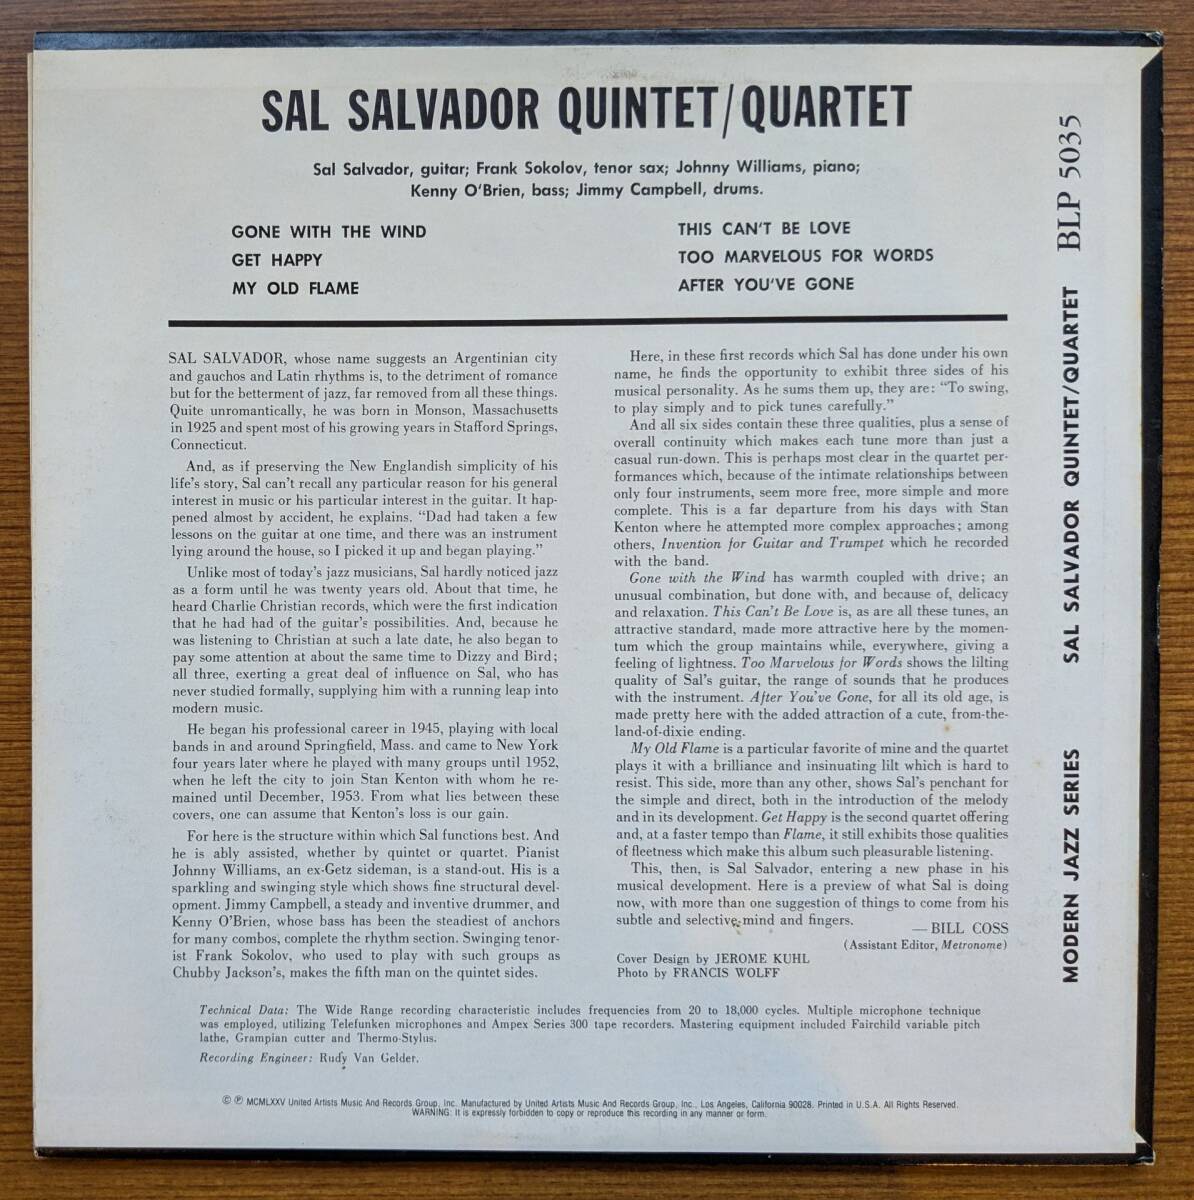 SAL SALVADOR QUINTET/QUARTET
Sal Salvador, guitar; Frank Sokolov, tenor sax; Johnny Williams, piano;
Kenny O'Brien, bass; Jimmy Campbell, drums.
GONE WITH THE WIND
GET HAPPY
MY OLD FLAME
THIS CAN'T BE LOVE
TOO MARVELOUS FOR WORDS
AFTER YOU'VE GONE
SAL SALVADOR, whose name suggests an Argentinian city
and gauchos and Latin rhythms is, to the detriment of romance
but for the betterment of jazz, far removed from all these things.
Quite unromantically, he was born in Monson, Massachusetts
in 1925 and spent most of his growing years in Stafford Springs,
Connecticut.
And, as if preserving the New Englandish simplicity of his
life's story, Sal can't recall any particular reason for his general
interest in music or his particular interest in the guitar. It hap-
pened almost by accident, he explains. "Dad had taken a few
lessons on the guitar at one time, and there was an instrument
lying around the house, so I picked it up and began playing."
Unlike most of today's jazz musicians, Sal hardly noticed jazz
as a form until he was twenty years old. About that time, he
heard Charlie Christian records, which were the first indication
that he had had of the guitar's possibilities. And, because he
was listening to Christian at such a late date, he also began to
pay some attention at about the same time to Dizzy and Bird;
all three, exerting a great deal of influence on Sal, who has
never studied formally, supplying him with a running leap into
modern music.
He began his professional career in 1945, playing with local
bands in and around Springfield, Mass. and came to New York
four years later where he played with many groups until 1952,
when he left the city to join Stan Kenton with whom he re-
mained until December, 1953. From what lies between these
covers, one can assume that Kenton's loss is our gain.
For here is the structure within which Sal functions best. And
he is ably assisted, whether by quintet or quartet. Pianist
Johnny Williams, an ex-Getz sideman, is a stand-out. His is a
sparkling and swinging style which shows fine structural devel-
opment. Jimmy Campbell, a steady and inventive drummer, and
Kenny O'Brien, whose bass has been the steadiest of anchors
for many combos, complete the rhythm section. Swinging tenor-
ist Frank Sokolov, who used to play with such groups as
Chubby Jackson's, makes the fifth man on the quintet sides.
Here, in these first records which Sal has done under his own
name, he finds the opportunity to exhibit three sides of his
musical personality. As he sums them up, they are: "To swing,
to play simply and to pick tunes carefully."
And all six sides contain these three qualities, plus a sense of
overall continuity which makes each tune more than just a
casual run-down. This is perhaps most clear in the quartet per-
formances which, because of the intimate relationships between
only four instruments, seem more free, more simple and more
complete. This is a far departure from his days with Stan
Kenton where he attempted more complex approaches; among
others, Invention for Guitar and Trumpet which he recorded
with the band.
Gone with the Wind has warmth coupled with drive; an
unusual combination, but done with, and because of, delicacy
and relaxation. This Can't Be Love is, as are all these tunes, an
attractive standard, made more attractive here by the momen-
tum which the group maintains while, everywhere, giving a
feeling of lightness. Too Marvelous for Words shows the lilting
quality of Sal's guitar, the range of sounds that he produces
with the instrument. After You've Gone, for all its old age, is
made pretty here with the added attraction of a cute, from-the-
land-of-dixie ending.
My Old Flame is a particular favorite of mine and the quartet
plays it with a brilliance and insinuating lilt which is hard to
resist. This side, more than any other, shows Sal's penchant for
the simple and direct, both in the introduction of the melody
and in its development. Get Happy is the second quartet offering
and, at a faster tempo than Flame, it still exhibits those qualities
of fleetness which make this album such pleasurable listening.
This, then, is Sal Salvador, entering a new phase in his
musical development. Here is a preview of what Sal is doing
now, with more than one suggestion of things to come from his
subtle and selective mind and fingers.
— BILL COSS
(Assistant Editor, Metronome)
Cover Design by JEROME KUHL
Photo by FRANCIS WOLFF
Technical Data: The Wide Range recording characteristic includes frequencies from 20 to 18,000 cycles. Multiple microphone technique
was employed, utilizing Telefunken microphones and Ampex Series 300 tape recorders. Mastering equipment included Fairchild variable pitch
lathe, Grampian cutter and Thermo-Stylus.
Recording Engineer: Rudy Van Gelder.
© ℗ MCMLXXV United Artists Music And Records Group, Inc. Manufactured by United Artists Music And Records Group, Inc., Los Angeles, California 90028. Printed in U.S.A. All Rights Reserved.
WARNING: It is expressly forbidden to copy or reproduce this recording in any manner or form.
MODERN JAZZ SERIES SAL SALVADOR QUINTET/QUARTET BLP 5035